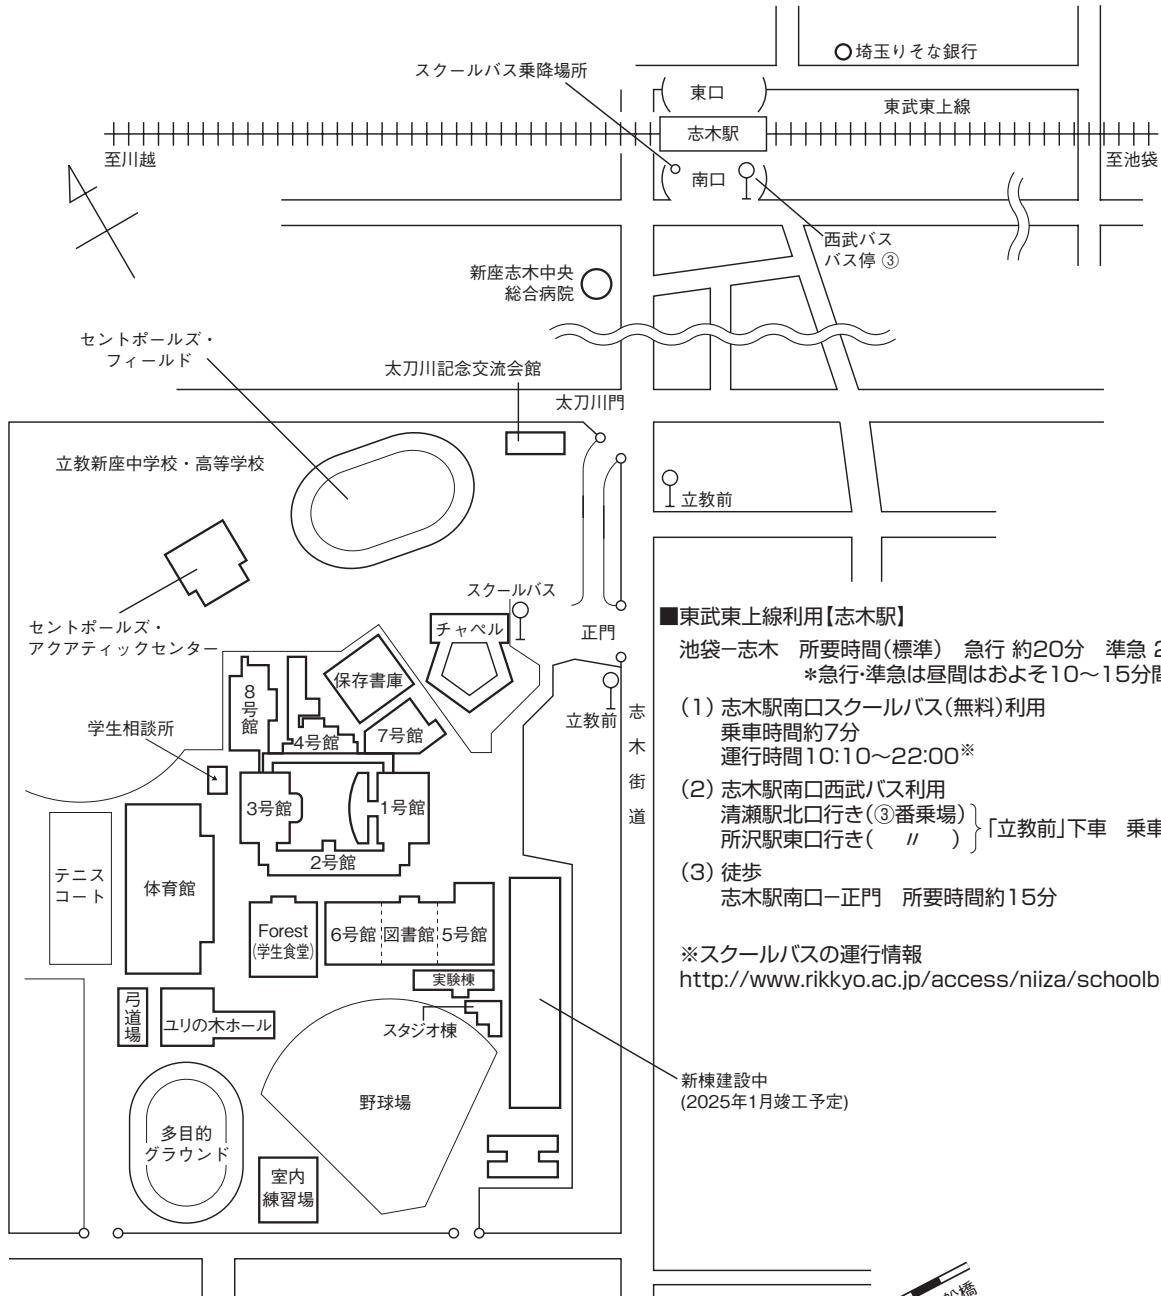 埼玉りそな銀行
スクールバス乗降場所
東口
東武東上線
志木駅
至川越
至池袋
南口
西武バス
バス停 ③
新座志木中央
総合病院
セントポールズ・
フィールド
太刀川記念交流会館
太刀川門
立教新座中学校・高等学校
立教前
スクールバス
セントポールズ・
アクアティックセンター
チャペル
正門
保存書庫
8号館
立教前
学生相談所
4号館
7号館
志木街道
3号館
1号館
2号館
テニス
コート
体育館
Forest
(学生食堂)
6号館
図書館
5号館
実験棟
弓道場
ユリの木ホール
スタジオ棟
野球場
新棟建設中
(2025年1月竣工予定)
多目的
グラウンド
室内
練習場
■東武東上線利用【志木駅】
池袋−志木 所要時間(標準) 急行 約20分 準急 2
*急行・準急は昼間はおよそ10〜15分間
(1) 志木駅南口スクールバス(無料)利用
乗車時間約7分
運行時間10:10〜22:00※
(2) 志木駅南口西武バス利用
清瀬駅北口行き(③番乗場)
所沢駅東口行き( 〃 )
「立教前」下車 乗車
(3) 徒歩
志木駅南口−正門 所要時間約15分
※スクールバスの運行情報
http://www.rikkyo.ac.jp/access/niiza/schoolb
船橋